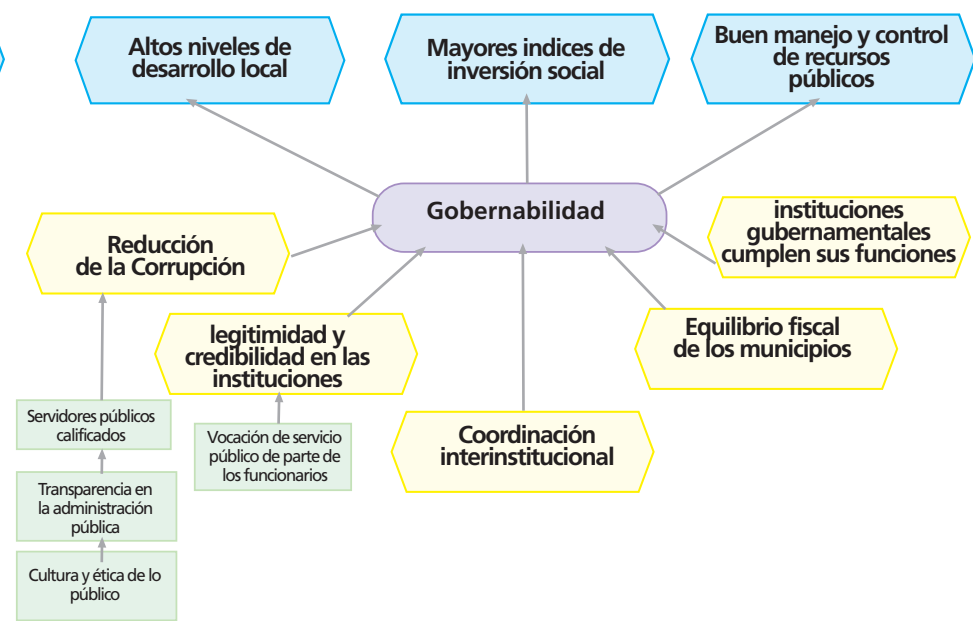 Altos niveles de
desarrollo local
Mayores indices de
inversión social
Buen manejo y control
de recursos
públicos
Gobernabilidad
instituciones
gubernamentales
cumplen sus funciones
Reducción
de la Corrupción
legitimidad y
credibilidad en las
instituciones
Equilibrio fiscal
de los municipios
Coordinación
interinstitucional
Servidores públicos
calificados
Vocación de servicio
público de parte de
los funcionarios
Transparencia en
la administración
pública
Cultura y ética de lo
público